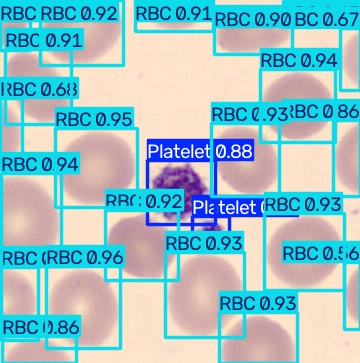 RBC
RBC 0.92
RBC 0.91
RBC 0.90
BC 0.67
RBC 0.91
RBC 0.94
RBC 0.68
RBC 0.95
RBC 0.93
RBC 0.86
Platelet 0.88
RBC 0.94
RBC 0.92
Platelet
RBC 0.93
RBC
RBC 0.96
RBC 0.93
RBC 0.56
RBC 0.93
RBC 0.86